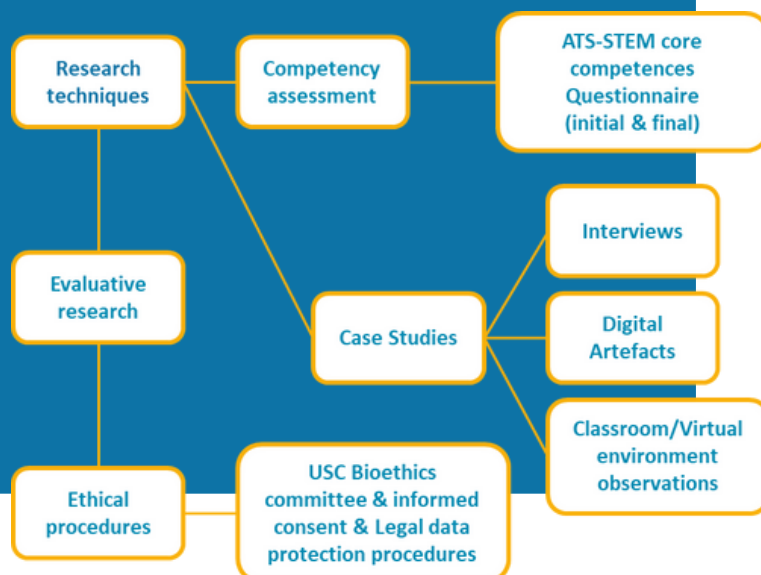 Research
techniques
Competency
assessment
ATS-STEM core
competences
Questionnaire
(initial & final)
Interviews
Evaluative
research
Case Studies
Digital
Artefacts
Classroom/Virtual
environment
observations
Ethical
procedures
USC Bioethics
committee & informed
consent & Legal data
protection procedures